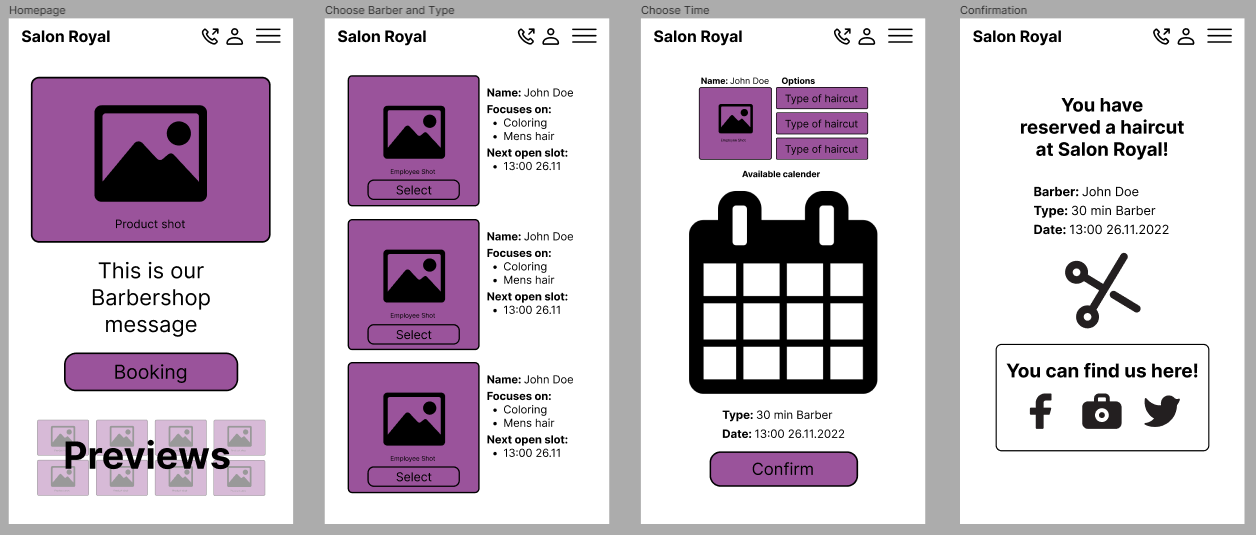 Homepage
Salon Royal
Product shot
This is our
Barbershop
message
Booking
Previews
Choose Barber and Type
Salon Royal
Employee Shot
Select
Name: John Doe
Focuses on:
• Coloring
• Mens hair
Next open slot:
• 13:00 26.11
Employee Shot
Select
Name: John Doe
Focuses on:
• Coloring
• Mens hair
Next open slot:
• 13:00 26.11
Employee Shot
Select
Name: John Doe
Focuses on:
• Coloring
• Mens hair
Next open slot:
• 13:00 26.11
Choose Time
Salon Royal
Name: John Doe
Options
Type of haircut
Type of haircut
Type of haircut
Available calender
Type: 30 min Barber
Date: 13:00 26.11.2022
Confirm
Confirmation
Salon Royal
You have
reserved a haircut
at Salon Royal!
Barber: John Doe
Type: 30 min Barber
Date: 13:00 26.11.2022
You can find us here!